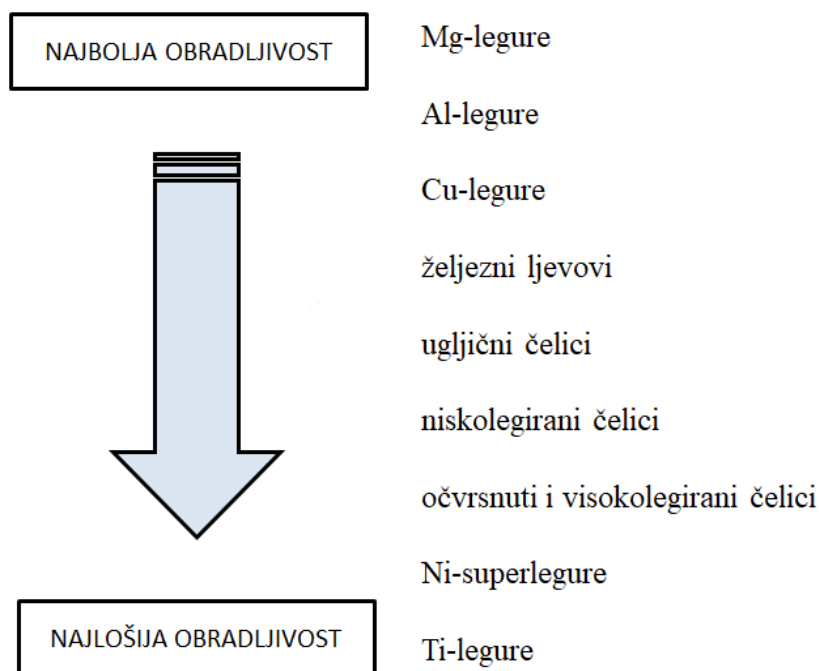 NAJBOLJA OBRADLJIVOST
Mg-legure
Al-legure
Cu-legure
željezni ljevovi
ugljični čelici
niskolegirani čelici
očvrsnuti i visokolegirani čelici
Ni-superlegure
NAJLOŠIJA OBRADLJIVOST
Ti-legure